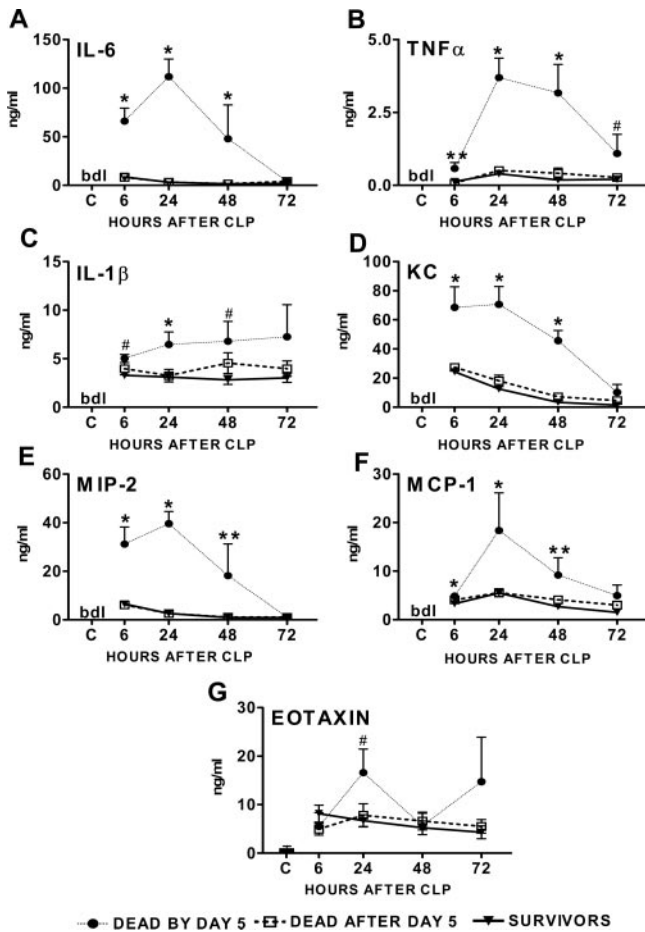 A
IL-6
ng/ml
150
100
50
0
* * *
bdl
C 6 24 48 72
HOURS AFTER CLP
B
TNFα
ng/ml
5.0
2.5
0.0
** * * #
bdl
C 6 24 48 72
HOURS AFTER CLP
C
IL-1β
ng/ml
15
10
5
0
# * #
bdl
C 6 24 48 72
HOURS AFTER CLP
D
KC
ng/ml
100
80
60
40
20
0
* * *
bdl
C 6 24 48 72
HOURS AFTER CLP
E
MIP-2
ng/ml
60
40
20
0
* * **
bdl
C 6 24 48 72
HOURS AFTER CLP
F
MCP-1
ng/ml
30
20
10
0
* * **
bdl
C 6 24 48 72
HOURS AFTER CLP
G
EOTAXIN
ng/ml
30
20
10
0
#
C 6 24 48 72
HOURS AFTER CLP
DEAD BY DAY 5 DEAD AFTER DAY 5 SURVIVORS